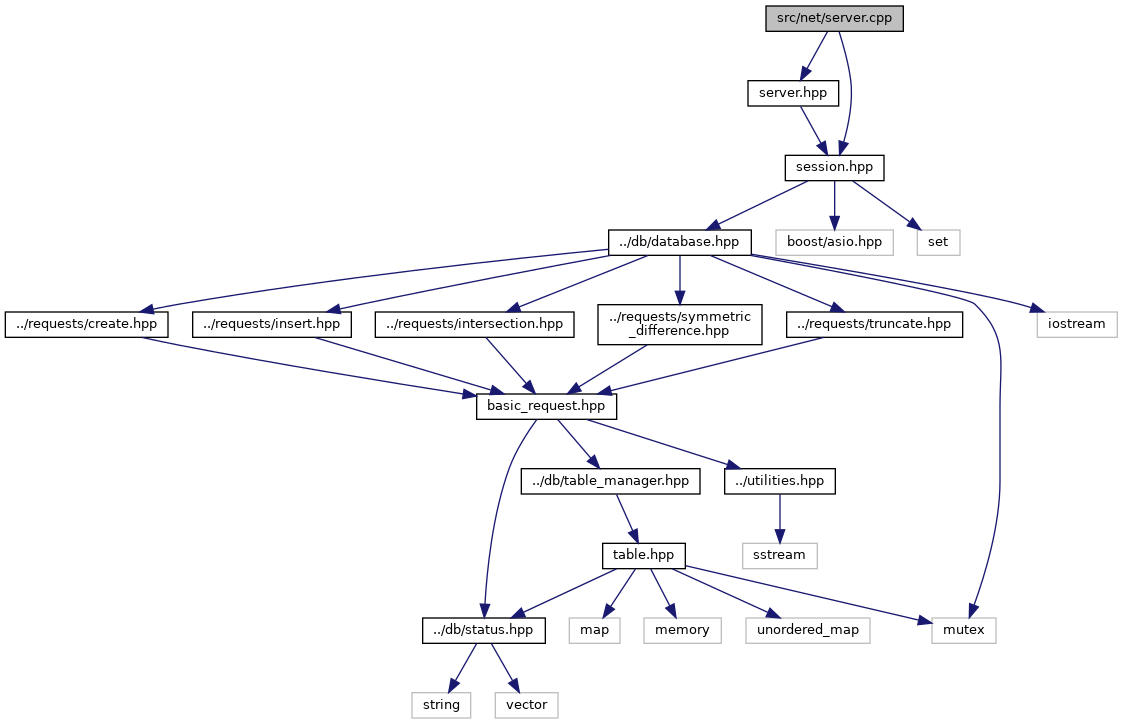 src/net/server.cpp
server.hpp
session.hpp
../db/database.hpp
boost/asio.hpp
set
../requests/create.hpp
../requests/insert.hpp
../requests/intersection.hpp
../requests/symmetric
_difference.hpp
../requests/truncate.hpp
iostream
basic_request.hpp
../db/table_manager.hpp
../utilities.hpp
table.hpp
sstream
../db/status.hpp
map
memory
unordered_map
mutex
string
vector